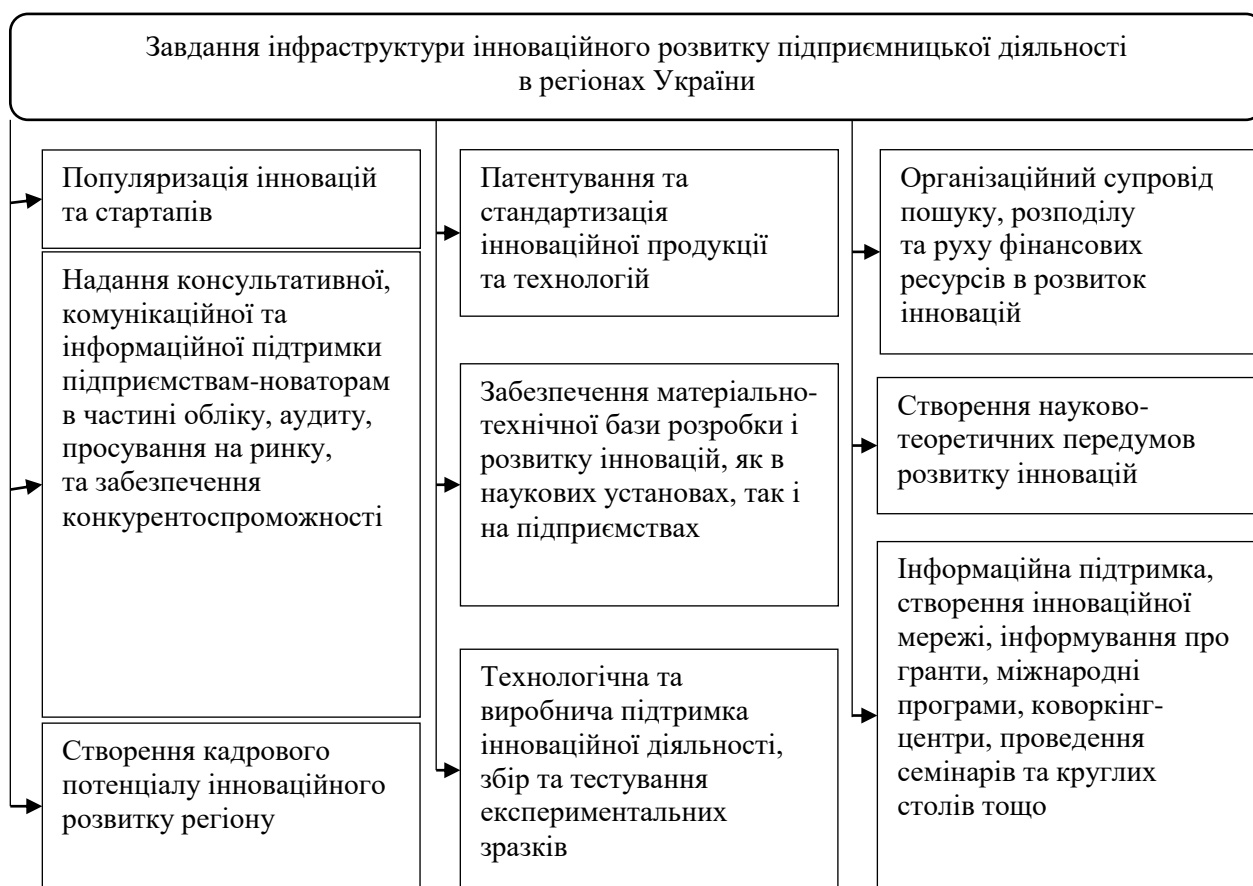 Завдання інфраструктури інноваційного розвитку підприємницької діяльності
в регіонах України
Популяризація інновацій
та стартапів
Надання консультативної,
комунікаційної та
інформаційної підтримки
підприємствам-новаторам
в частині обліку, аудиту,
просування на ринку,
та забезпечення
конкурентоспроможності
Створення кадрового
потенціалу інноваційного
розвитку регіону
Патентування та
стандартизація
інноваційної продукції
та технологій
Забезпечення матеріально-
технічної бази розробки і
розвитку інновацій, як в
наукових установах, так і
на підприємствах
Технологічна та
виробнича підтримка
інноваційної діяльності,
збір та тестування
експериментальних
зразків
Організаційний супровід
пошуку, розподілу
та руху фінансових
ресурсів в розвиток
інновацій
Створення науково-
теоретичних передумов
розвитку інновацій
Інформаційна підтримка,
створення інноваційної
мережі, інформування про
гранти, міжнародні
програми, коворкінг-
центри, проведення
семінарів та круглих
столів тощо